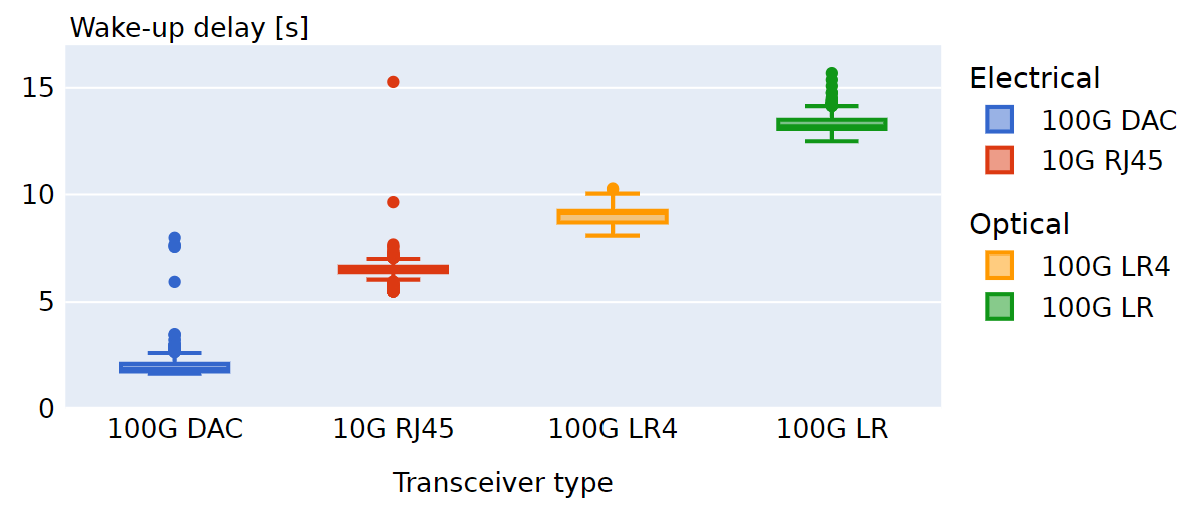 Wake-up delay [s]
15
10
5
0
100G DAC
10G RJ45
100G LR4
100G LR
Transceiver type
Electrical
100G DAC
10G RJ45
Optical
100G LR4
100G LR